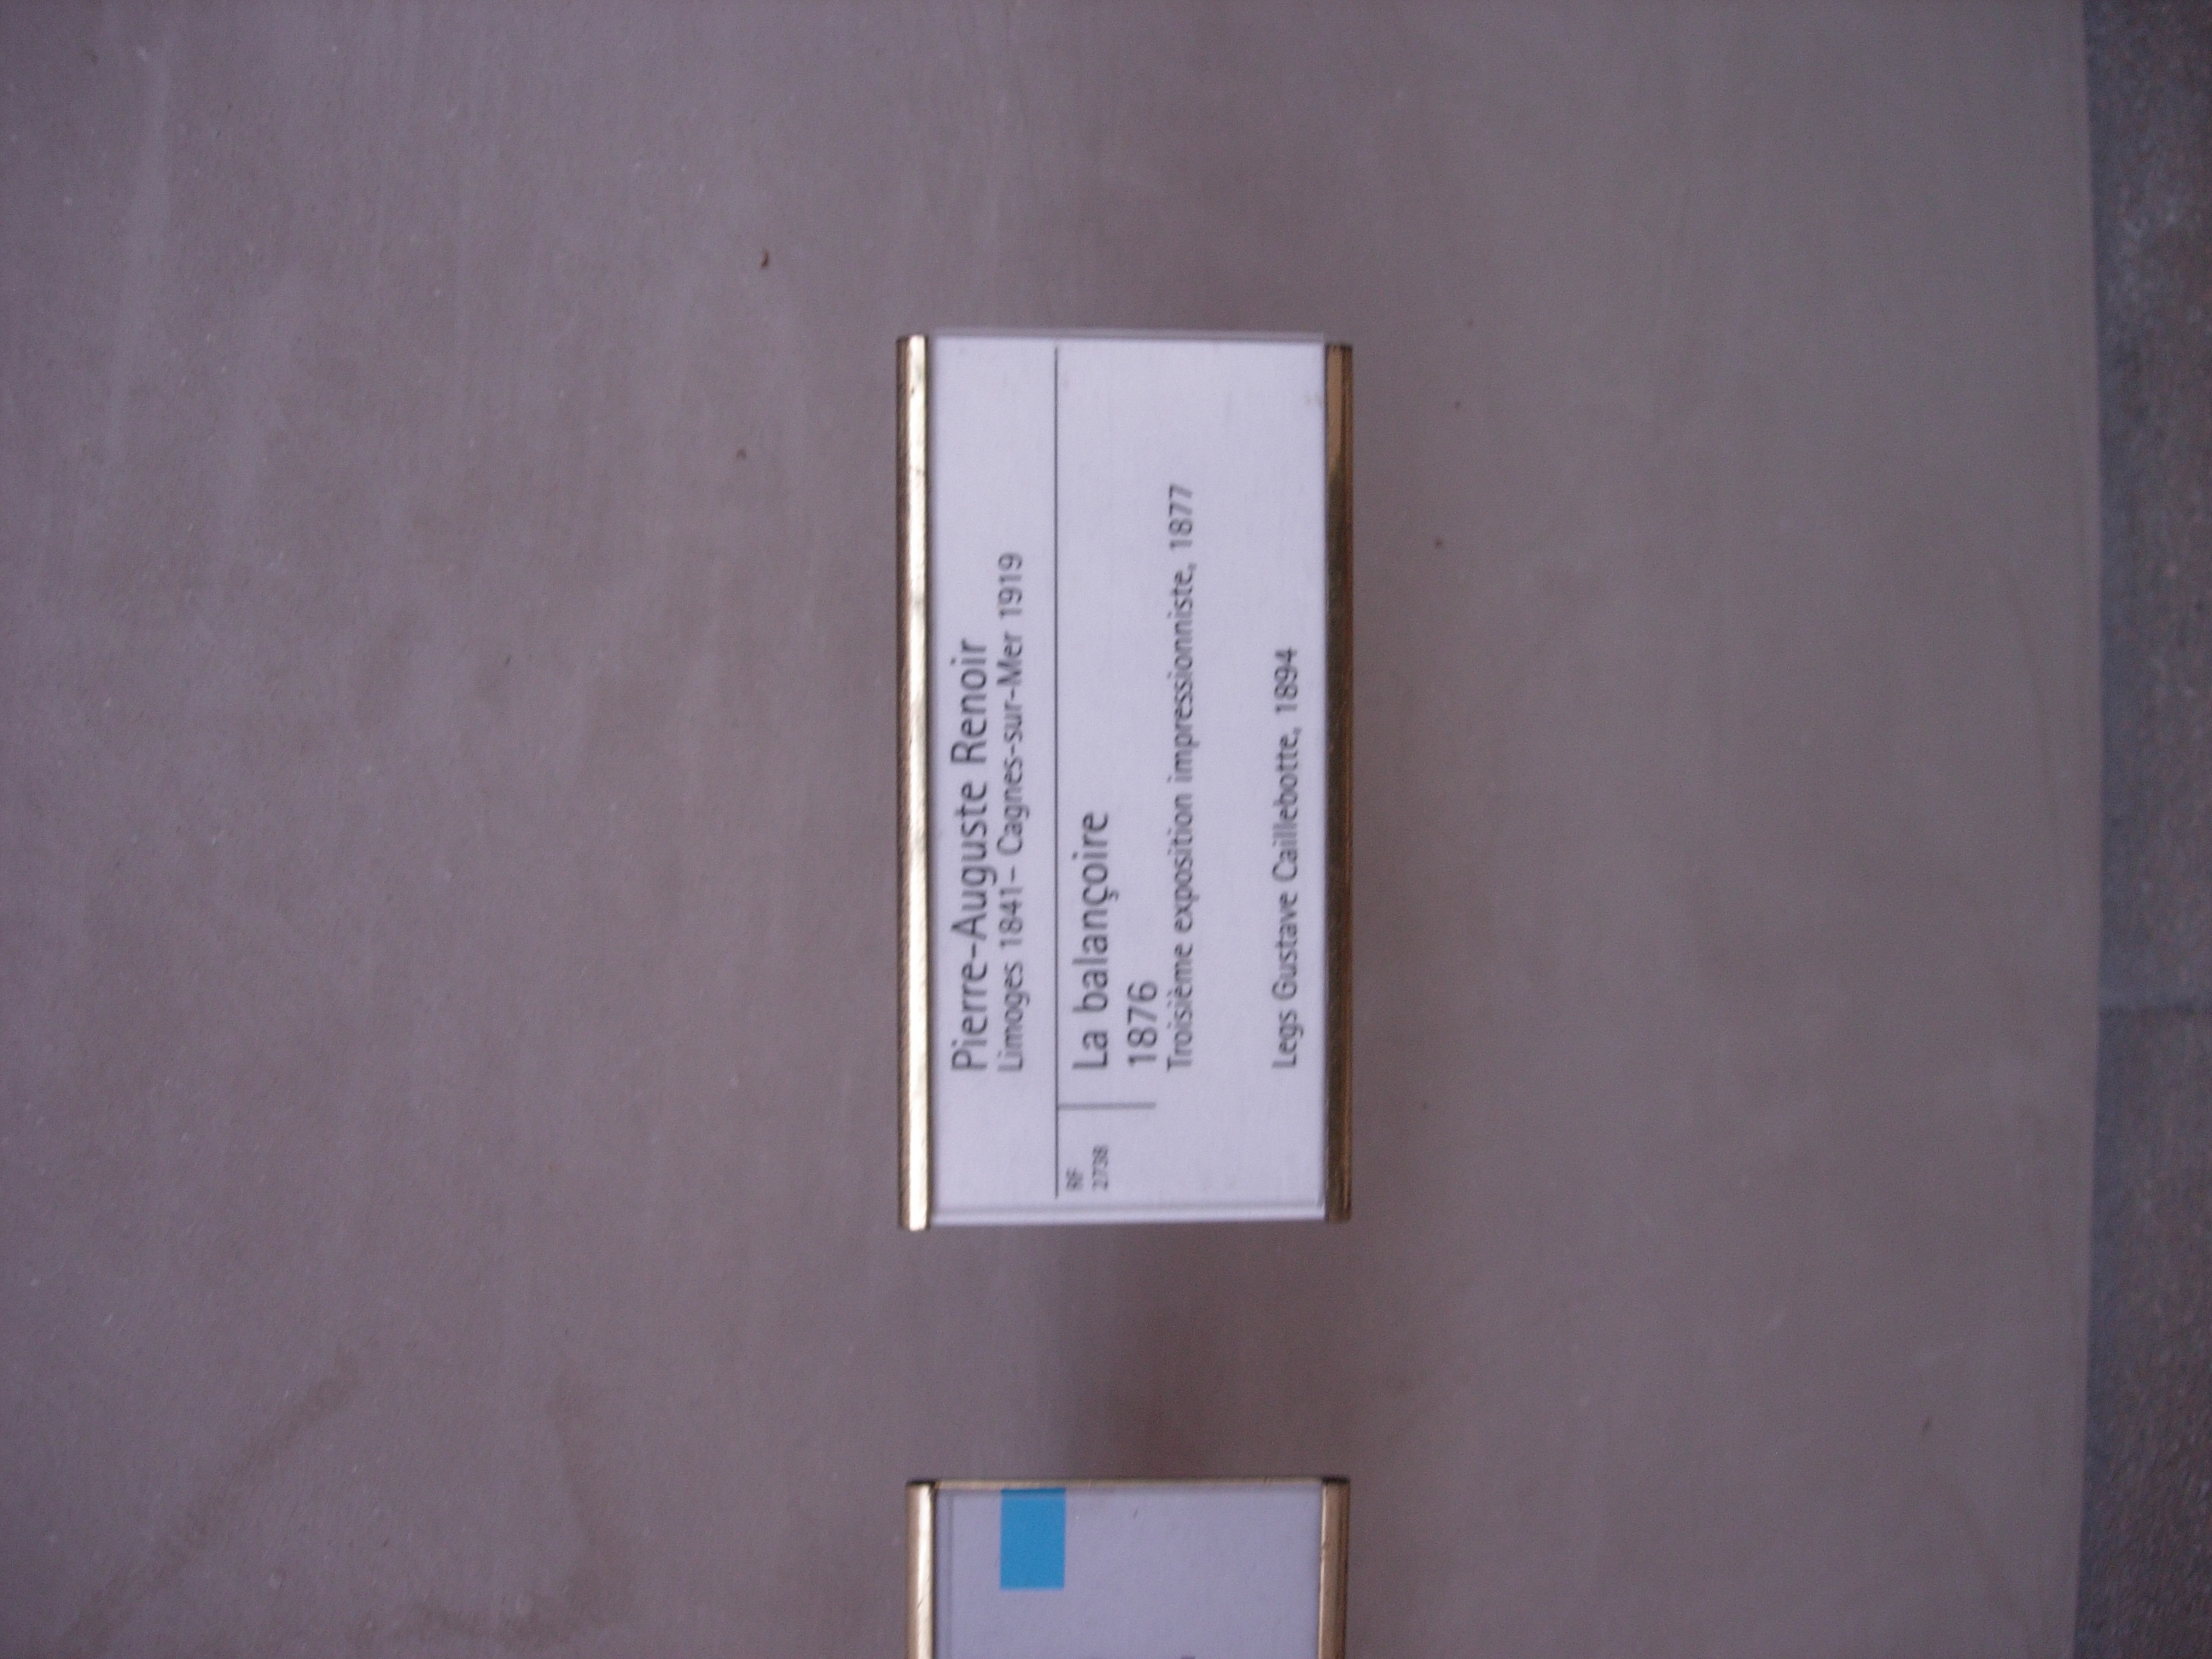 Pierre-Auguste Renoir
Limoges 1841- Cagnes-sur-Mer 1919
RF
2738
La balançoire
1876
Troisième exposition impressionniste, 1877
Legs Gustave Caillebotte, 1894